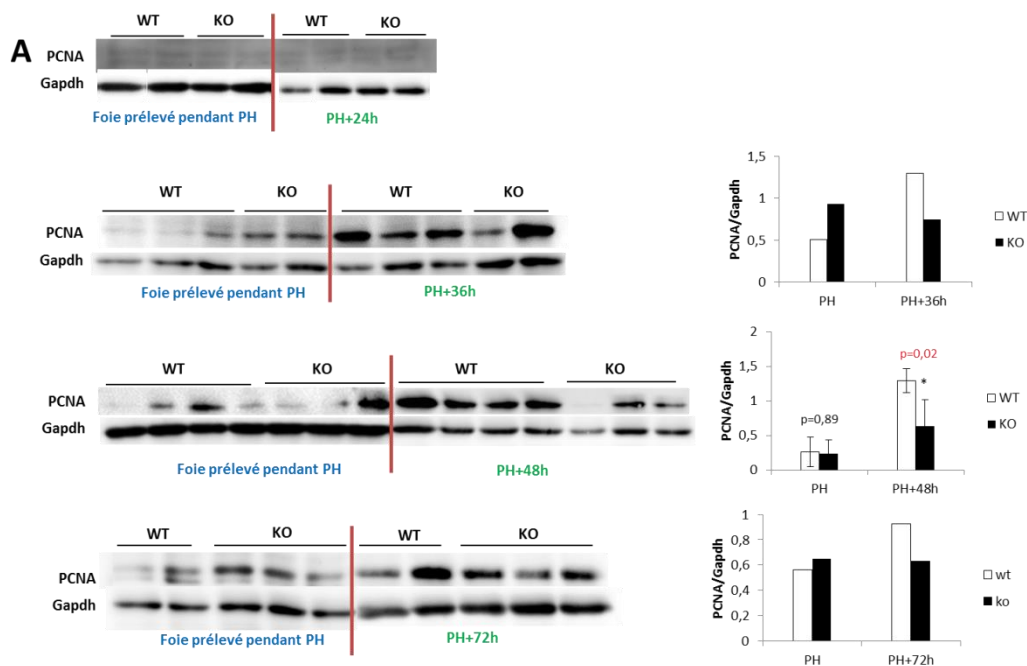 A
WT KO WT KO
PCNA
Gapdh
Foie prélevé pendant PH PH+24h
WT KO WT KO
PCNA
Gapdh
Foie prélevé pendant PH PH+36h
PCNA/Gapdh
1,5
1
0,5
0
PH PH+36h
WT
KO
WT KO WT KO
PCNA
Gapdh
Foie prélevé pendant PH PH+48h
PCNA/Gapdh
2
1,5
1
0,5
0
p=0,89
p=0,02
*
PH PH+48h
WT
KO
WT KO WT KO
PCNA
Gapdh
Foie prélevé pendant PH PH+72h
PCNA/Gapdh
1
0,8
0,6
0,4
0,2
0
PH PH+72h
wt
ko